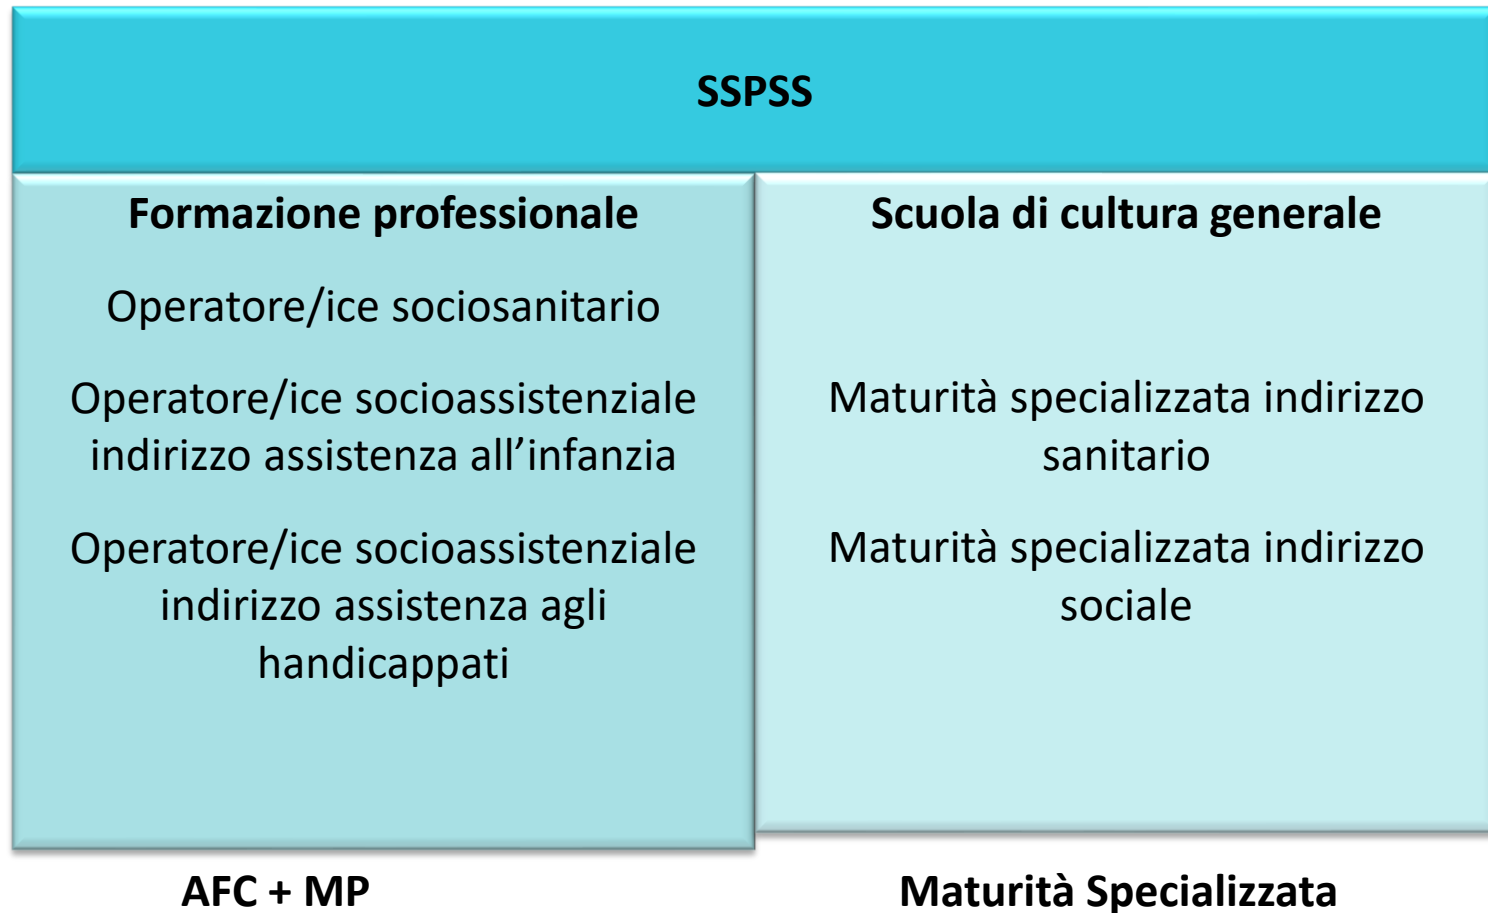 SSPSS
Formazione professionale
Operatore/ice sociosanitario
Operatore/ice socioassistenziale
indirizzo assistenza all’infanzia
Operatore/ice socioassistenziale
indirizzo assistenza agli
handicappati
Scuola di cultura generale
Maturità specializzata indirizzo
sanitario
Maturità specializzata indirizzo
sociale
AFC + MP
Maturità Specializzata